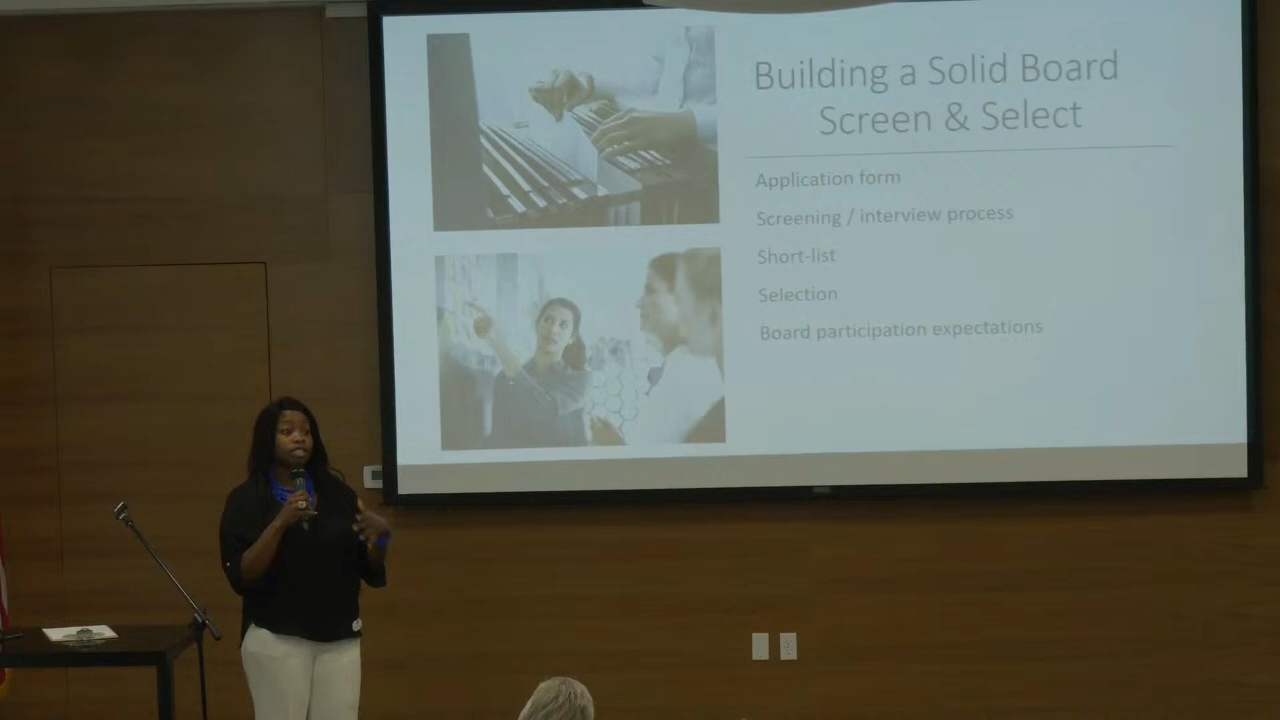 Building a Solid Board
Screen & Select
Application form
Screening / interview process
Short-list
Selection
Board participation expectations